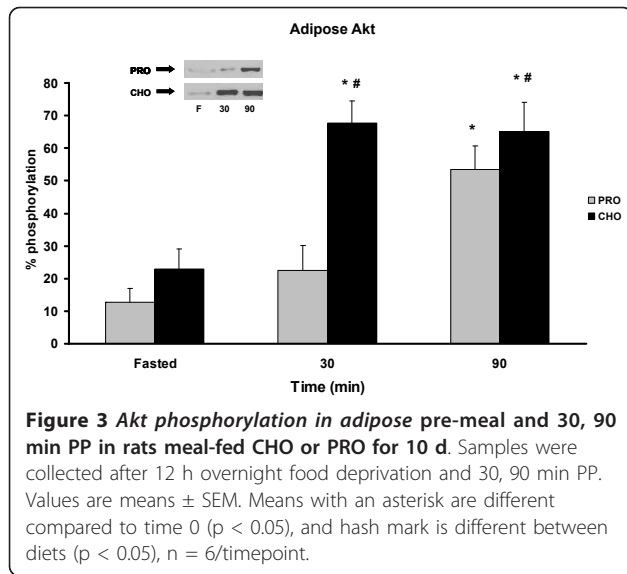 Adipose Akt
PRO
CHO
F 30 90
* #
* #
*
80
70
60
50
40
30
20
10
0
% phosphorylation
PRO
CHO
Fasted 30 90
Time (min)
Figure 3 Akt phosphorylation in adipose pre-meal and 30, 90
min PP in rats meal-fed CHO or PRO for 10 d. Samples were
collected after 12 h overnight food deprivation and 30, 90 min PP.
Values are means ± SEM. Means with an asterisk are different
compared to time 0 (p < 0.05), and hash mark is different between
diets (p < 0.05), n = 6/timepoint.